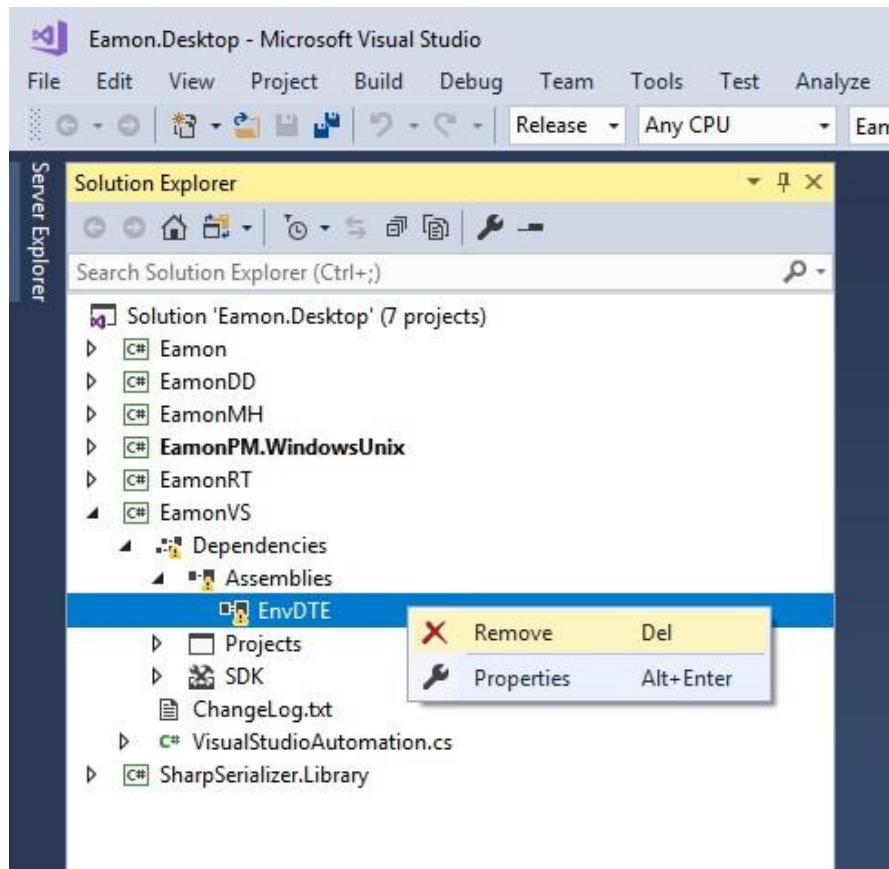 Eamon.Desktop - Microsoft Visual Studio
File Edit View Project Build Debug Team Tools Test Analyze
Release Any CPU
Server Explorer
Solution Explorer
Search Solution Explorer (Ctrl+;)
Solution 'Eamon.Desktop' (7 projects)
C# Eamon
C# EamonDD
C# EamonMH
C# EamonPM.WindowsUnix
C# EamonRT
C# EamonVS
Dependencies
Assemblies
EnvDTE
Remove Del
Projects
Properties Alt+Enter
SDK
ChangeLog.txt
C# VisualStudioAutomation.cs
C# SharpSerializer.Library